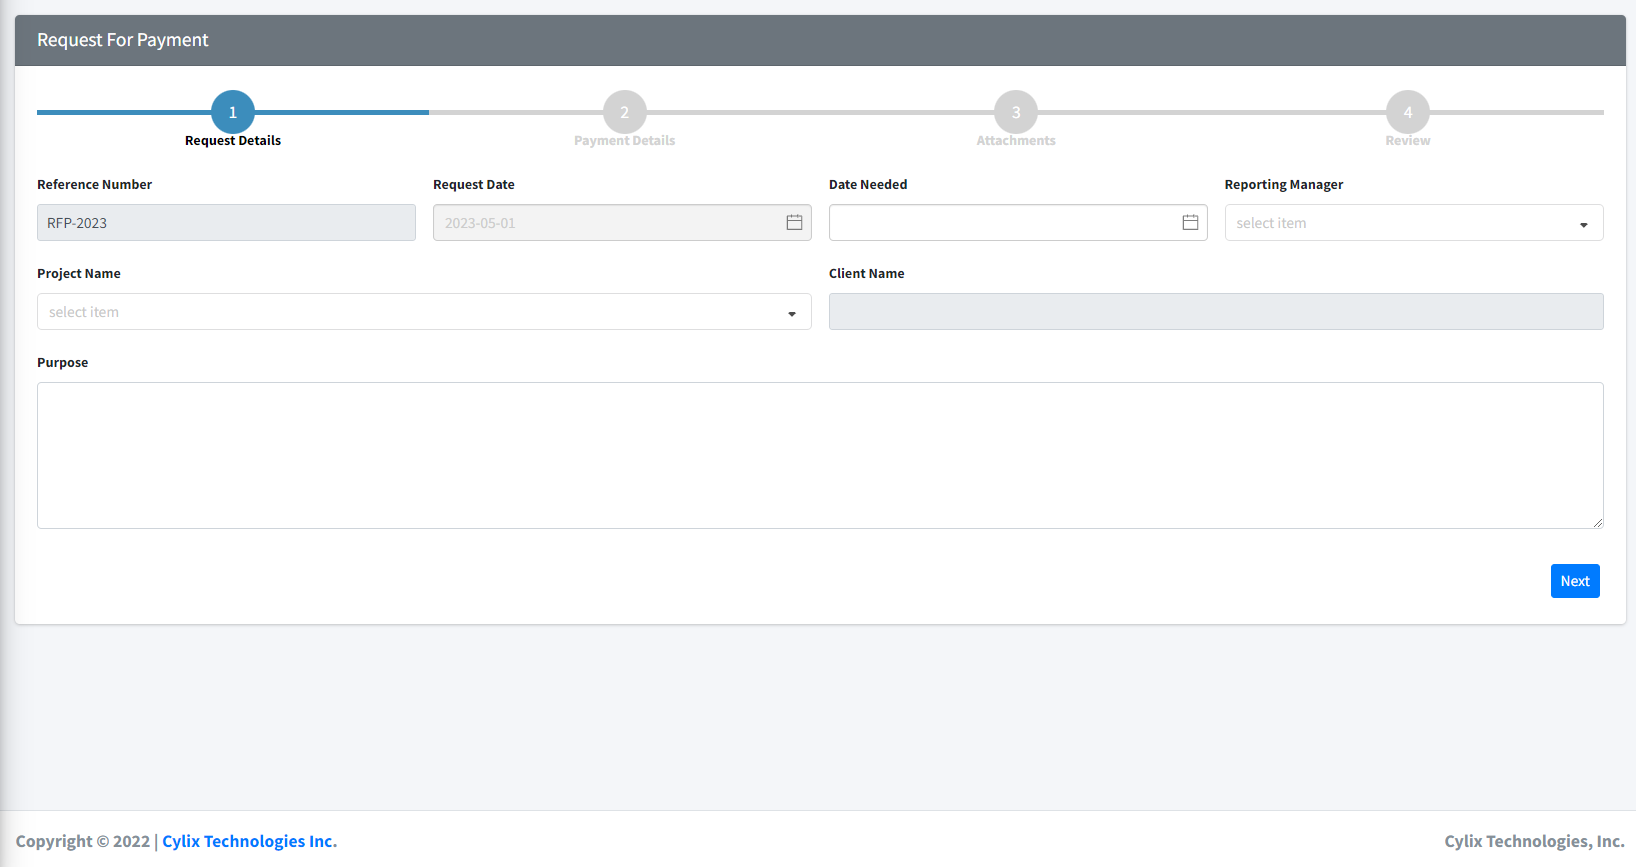 Request For Payment
1 2 3 4
Request Details Payment Details Attachments Review
Reference Number Request Date Date Needed Reporting Manager
RFP-2023 2023-05-01 select item
Project Name Client Name
select item
Purpose
Next
Copyright © 2022 | Cylix Technologies Inc. Cylix Technologies, Inc.